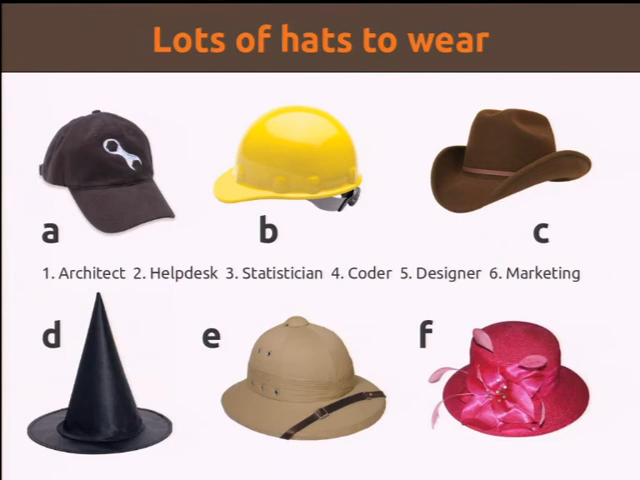 Lots of hats to wear
a
b
c
1. Architect 2. Helpdesk 3. Statistician 4. Coder 5. Designer 6. Marketing
d
e
f